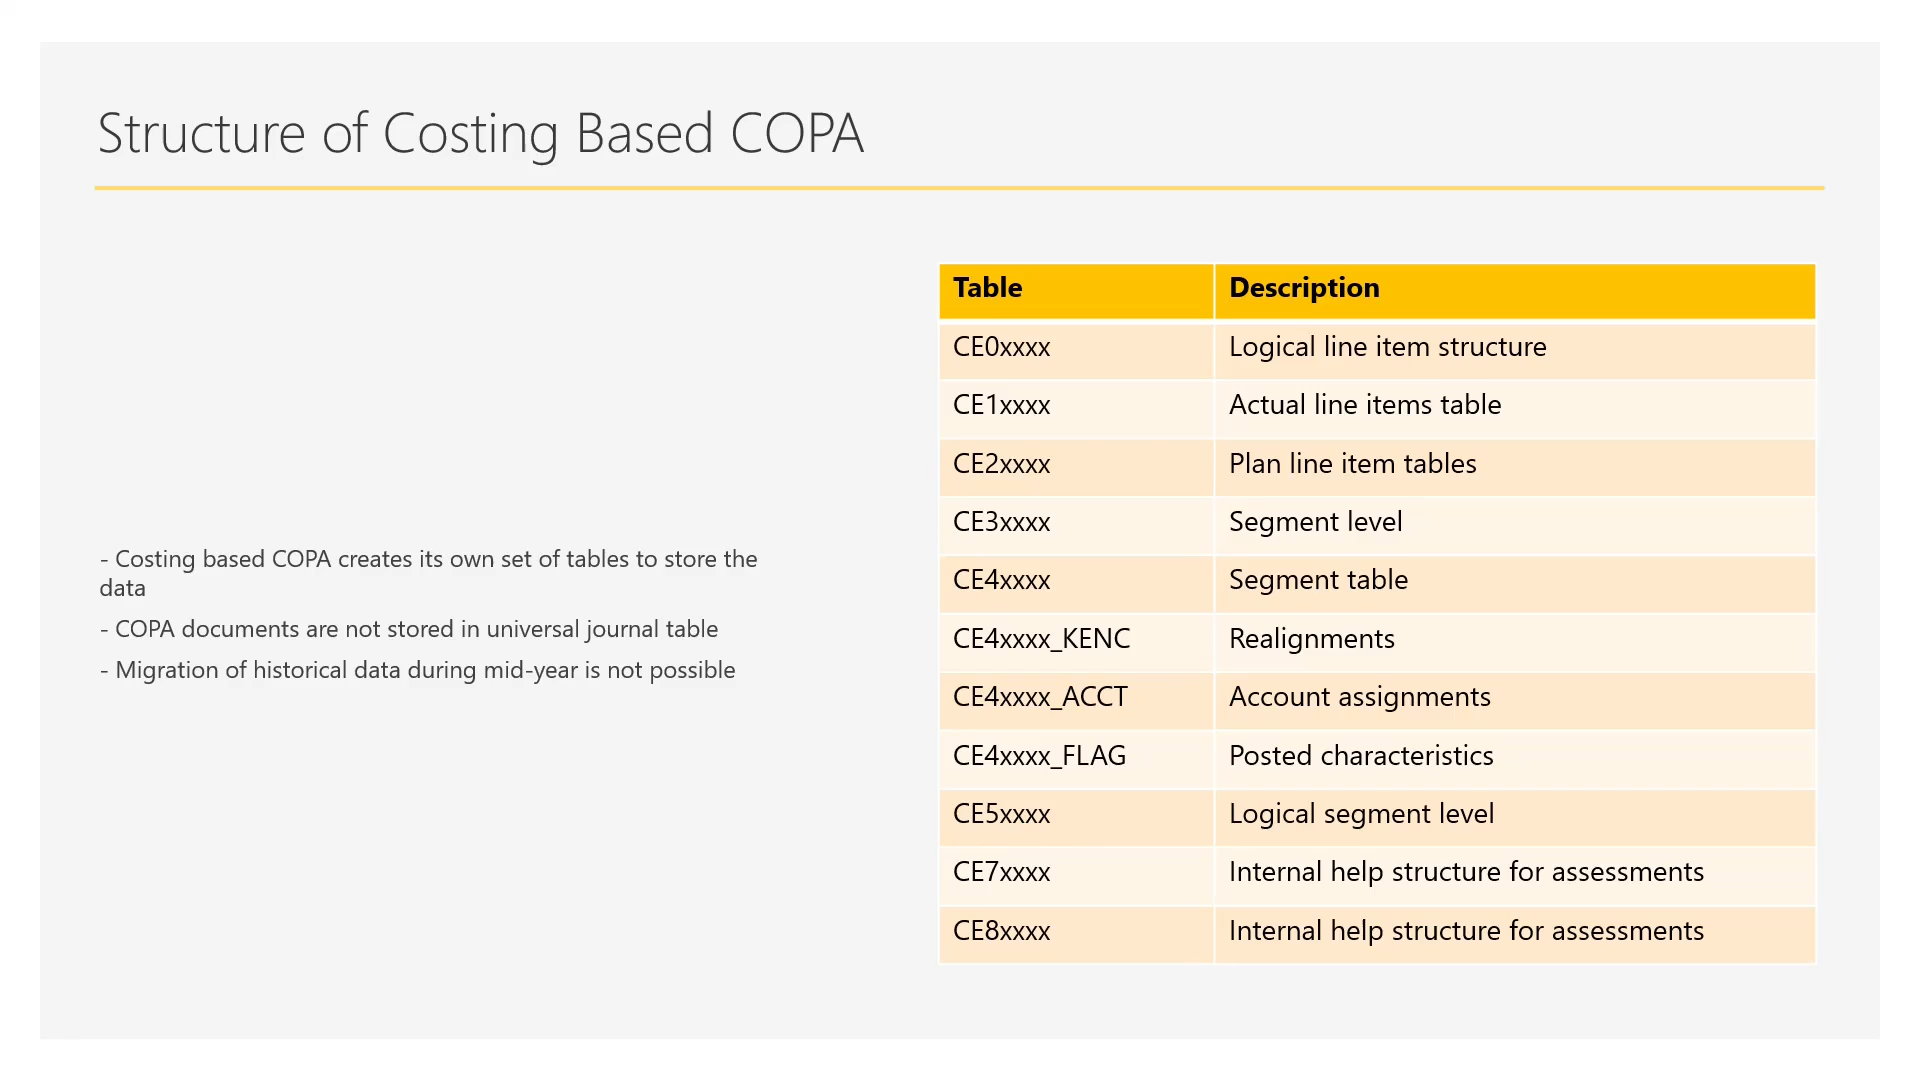 Structure of Costing Based COPA
- Costing based COPA creates its own set of tables to store the
data
- COPA documents are not stored in universal journal table
- Migration of historical data during mid-year is not possible
Table Description
CE0xxxx Logical line item structure
CE1xxxx Actual line items table
CE2xxxx Plan line item tables
CE3xxxx Segment level
CE4xxxx Segment table
CE4xxxx_KENC Realignments
CE4xxxx_ACCT Account assignments
CE4xxxx_FLAG Posted characteristics
CE5xxxx Logical segment level
CE7xxxx Internal help structure for assessments
CE8xxxx Internal help structure for assessments